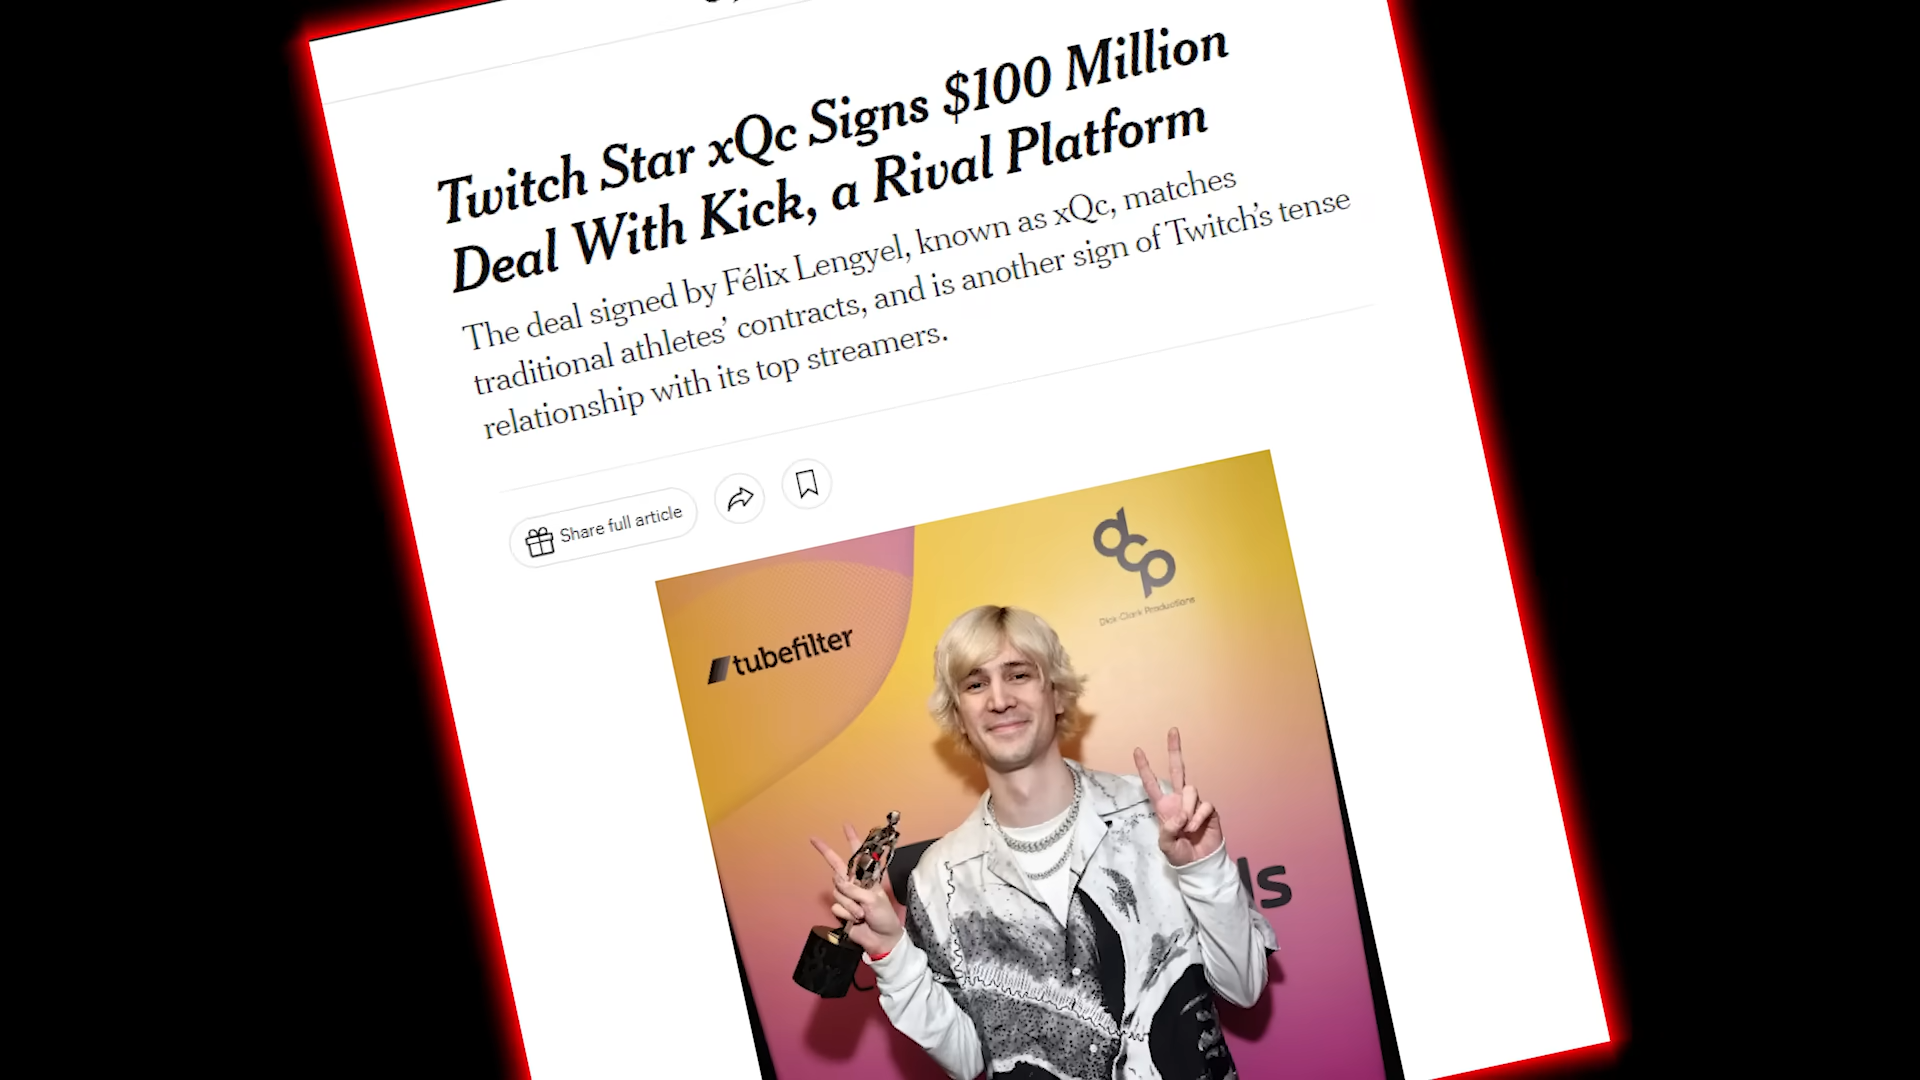 Twitch Star xQc Signs $100 Million
Deal With Kick, a Rival Platform
The deal signed by Félix Lengyel, known as xQc, matches
traditional athletes’ contracts, and is another sign of Twitch’s tense
relationship with its top streamers.
Share full article
dcp
Dick Clark Productions
tubefilter
ds